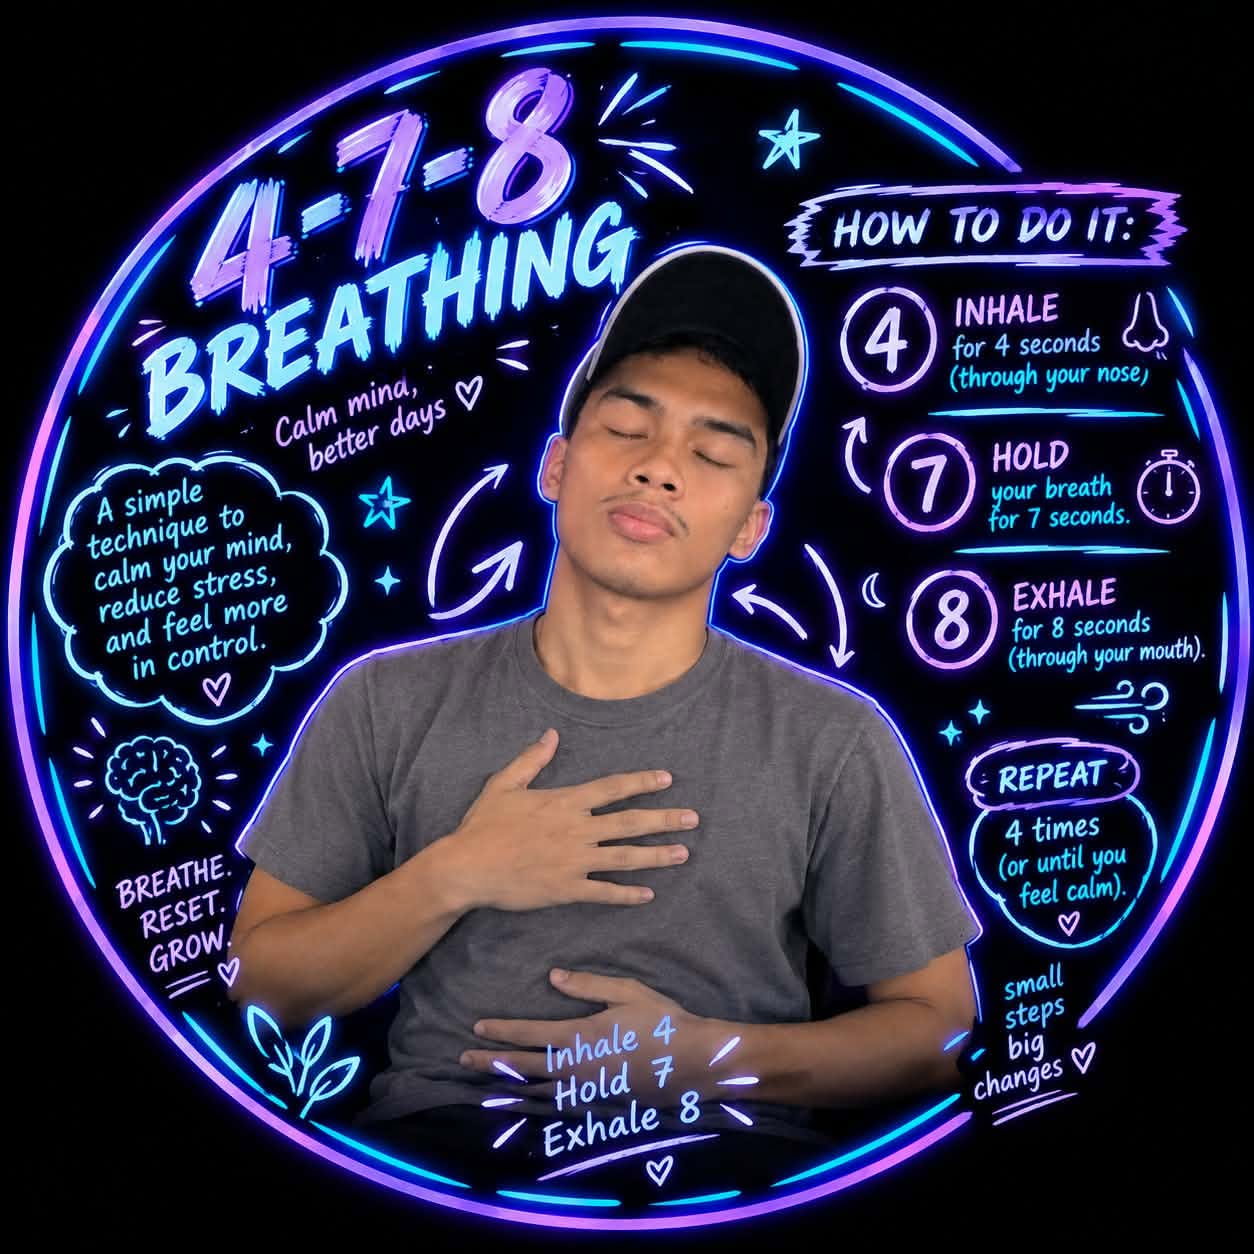 4-7-8
BREATHING
Calm mind,
better days
A simple
technique to
calm your mind,
reduce stress,
and feel more
in control.
BREATHE.
RESET.
GROW.
HOW TO DO IT:
4
INHALE
for 4 seconds
(through your nose)
7
HOLD
your breath
for 7 seconds.
8
EXHALE
for 8 seconds
(through your mouth).
REPEAT
4 times
(or until you
feel calm).
small
steps
big
changes
Inhale 4
Hold 7
Exhale 8